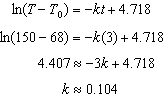 ln(T − T₀) = −kt + 4.718
ln(150 − 68) = −k(3) + 4.718
4.407 ≈ −3k + 4.718
k ≈ 0.104